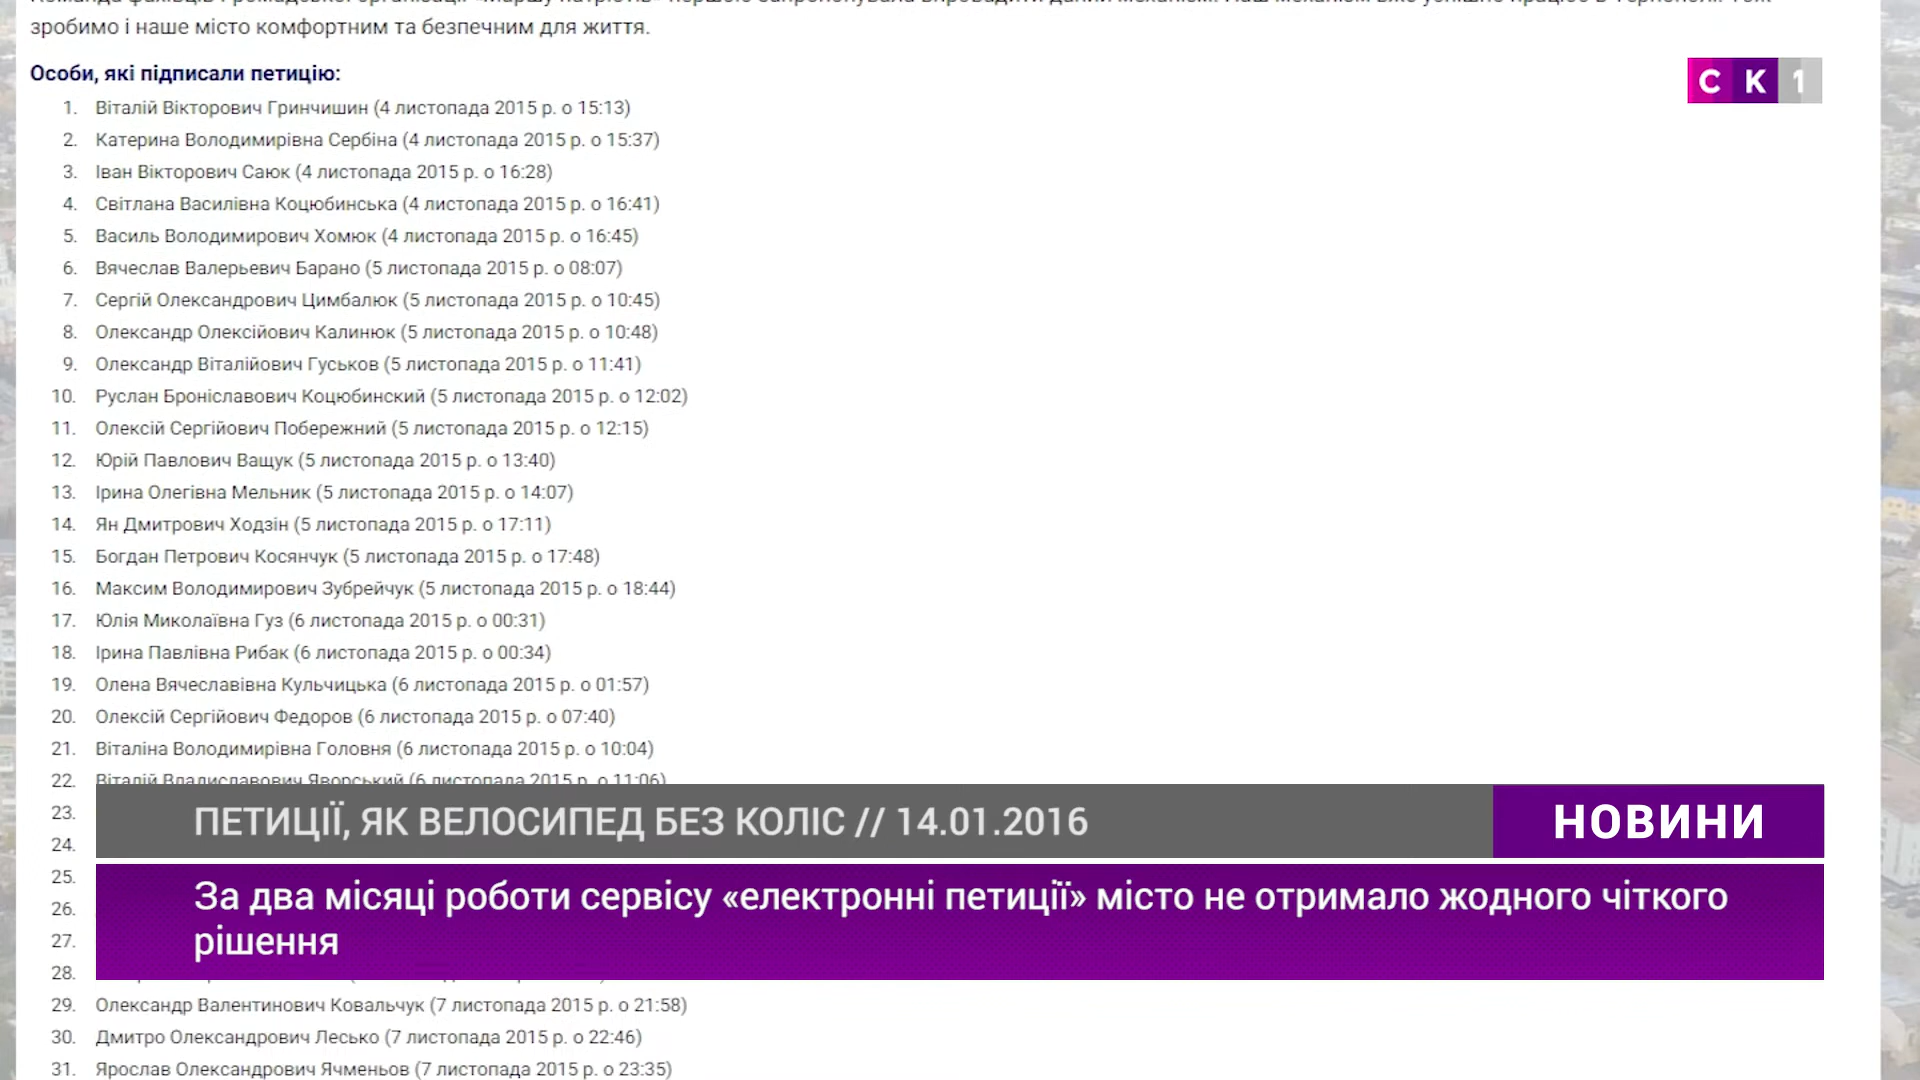 зробимо і наше місто комфортним та безпечним для життя.
Особи, які підписали петицію:
СК1
1. Віталій Вікторович Гринчишин (4 листопада 2015 р. о 15:13)
2. Катерина Володимирівна Сербіна (4 листопада 2015 р. о 15:37)
3. Іван Вікторович Саюк (4 листопада 2015 р. о 16:28)
4. Світлана Василівна Коцюбинська (4 листопада 2015 р. о 16:41)
5. Василь Володимирович Хомюк (4 листопада 2015 р. о 16:45)
6. Вячеслав Валерьевич Барано (5 листопада 2015 р. о 08:07)
7. Сергій Олександрович Цимбалюк (5 листопада 2015 р. о 10:45)
8. Олександр Олексійович Калинюк (5 листопада 2015 р. о 10:48)
9. Олександр Віталійович Гуськов (5 листопада 2015 р. о 11:41)
10. Руслан Броніславович Коцюбинский (5 листопада 2015 р. о 12:02)
11. Олексій Сергійович Побережний (5 листопада 2015 р. о 12:15)
12. Юрій Павлович Ващук (5 листопада 2015 р. о 13:40)
13. Ірина Олегівна Мельник (5 листопада 2015 р. о 14:07)
14. Ян Дмитрович Ходзін (5 листопада 2015 р. о 17:11)
15. Богдан Петрович Косянчук (5 листопада 2015 р. о 17:48)
16. Максим Володимирович Зубрейчук (5 листопада 2015 р. о 18:44)
17. Юлія Миколаївна Гуз (6 листопада 2015 р. о 00:31)
18. Ірина Павлівна Рибак (6 листопада 2015 р. о 00:34)
19. Олена Вячеславівна Кульчицька (6 листопада 2015 р. о 01:57)
20. Олексій Сергійович Федоров (6 листопада 2015 р. о 07:40)
21. Віталіна Володимирівна Головня (6 листопада 2015 р. о 10:04)
22. Віталій Владиславович Яворський (6 листопада 2015 р. о 11:06)
23.
24.
25.
26.
27.
28.
ПЕТИЦІЇ, ЯК ВЕЛОСИПЕД БЕЗ КОЛІС // 14.01.2016
НОВИНИ
За два місяці роботи сервісу «електронні петиції» місто не отримало жодного чіткого
рішення
29. Олександр Валентинович Ковальчук (7 листопада 2015 р. о 21:58)
30. Дмитро Олександрович Лесько (7 листопада 2015 р. о 22:46)
31. Ярослав Олександрович Ячменьов (7 листопада 2015 р. о 23:35)